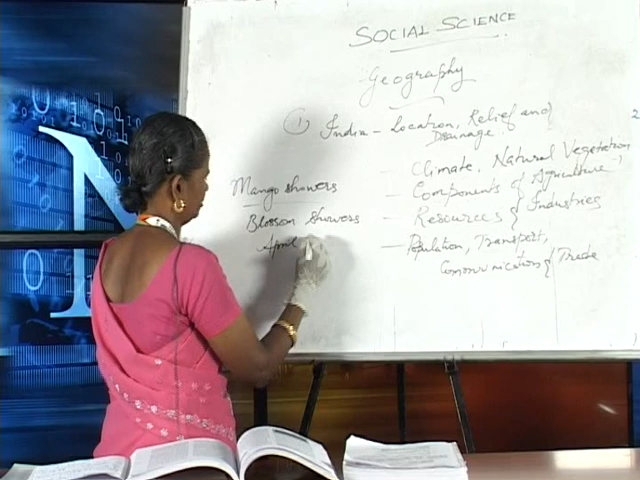 SOCIAL SCIENCE
Geography
① India - Location, Relief and
Drainage.
Climate, Natural Vegetation
- Components of Agriculture
- Resources & Industries
- Population, Transport,
Communication & Trade
Mango showers
Blossom Showers
April